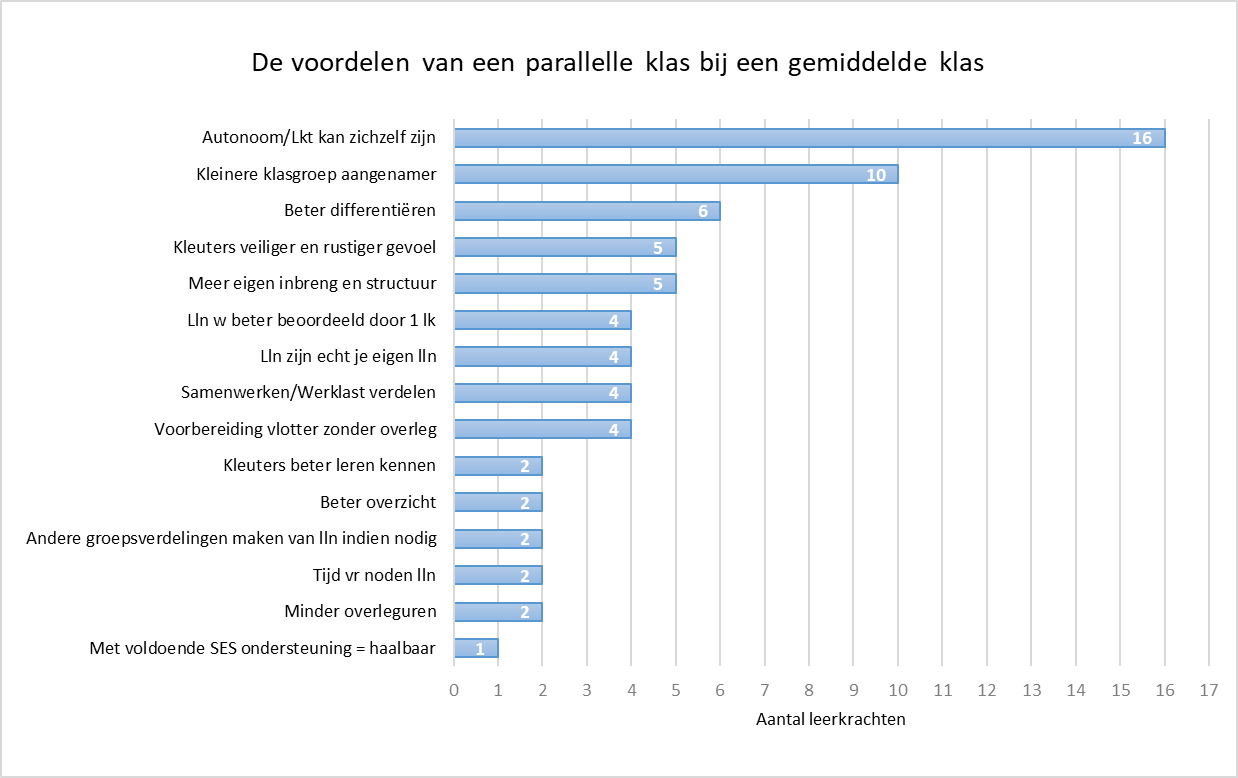 De voordelen van een parallelle klas bij een gemiddelde klas
Autonoom/Lkt kan zichzelf zijn 16
Kleinere klasgroep aangenamer 10
Beter differentiëren 6
Kleuters veiliger en rustiger gevoel 5
Meer eigen inbreng en structuur 5
Lln w beter beoordeeld door 1 lk 4
Lln zijn echt je eigen lln 4
Samenwerken/Werklast verdelen 4
Voorbereiding vlotter zonder overleg 4
Kleuters beter leren kennen 2
Beter overzicht 2
Andere groepsverdelingen maken van lln indien nodig 2
Tijd vr noden lln 2
Minder overleguren 2
Met voldoende SES ondersteuning = haalbaar 1
0 1 2 3 4 5 6 7 8 9 10 11 12 13 14 15 16 17
Aantal leerkrachten